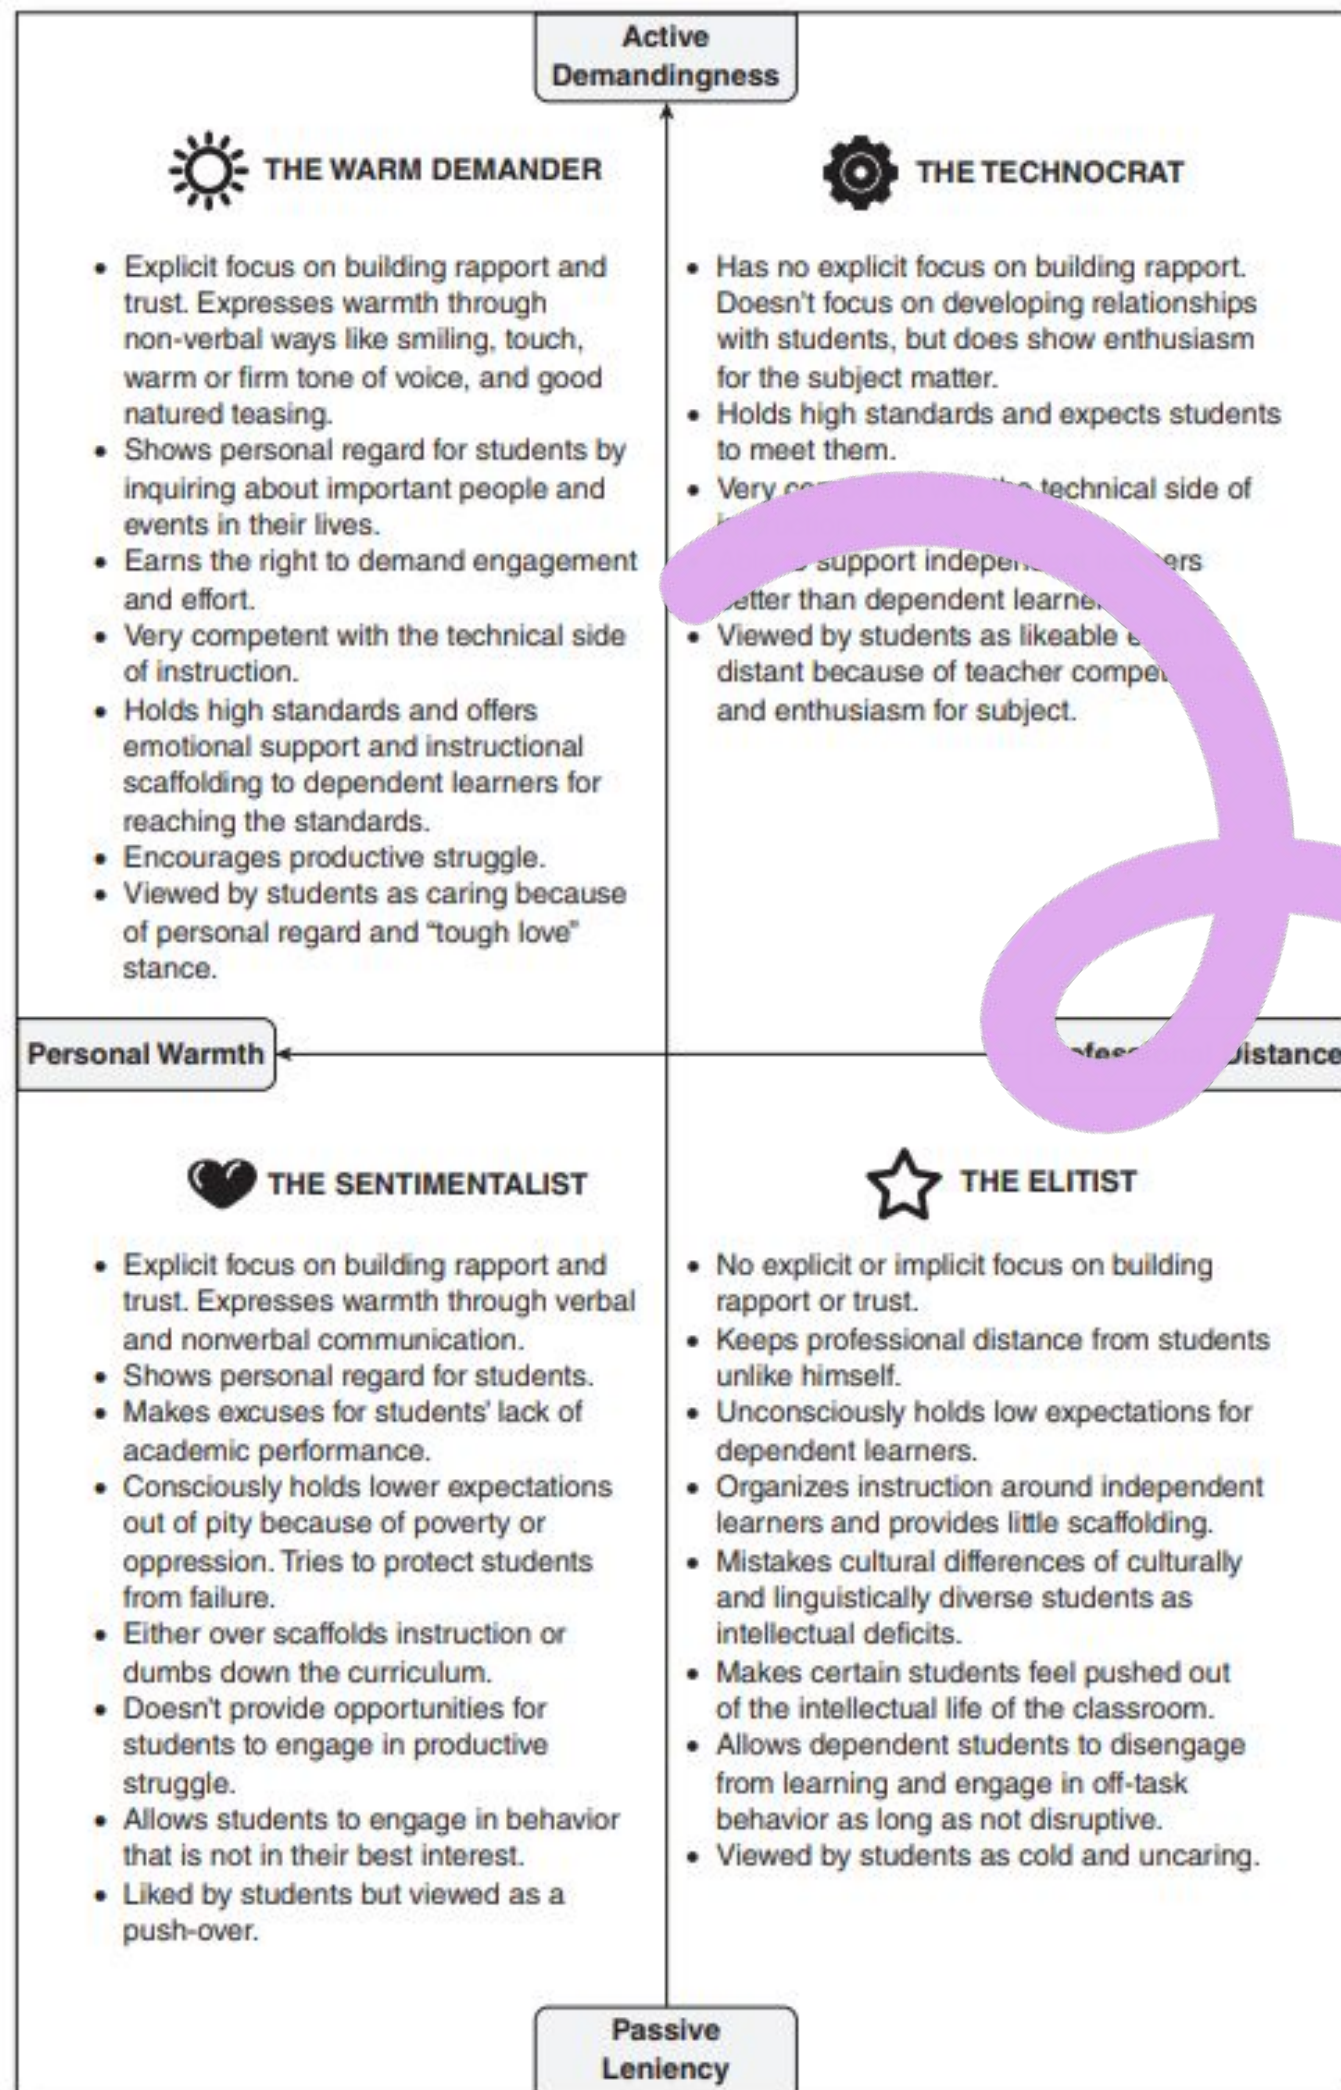 Active
Demandingness
THE WARM DEMANDER
• Explicit focus on building rapport and
trust. Expresses warmth through
non-verbal ways like smiling, touch,
warm or firm tone of voice, and good
natured teasing.
• Shows personal regard for students by
inquiring about important people and
events in their lives.
• Earns the right to demand engagement
and effort.
• Very competent with the technical side
of instruction.
• Holds high standards and offers
emotional support and instructional
scaffolding to dependent learners for
reaching the standards.
• Encourages productive struggle.
• Viewed by students as caring because
of personal regard and “tough love”
stance.
THE TECHNOCRAT
• Has no explicit focus on building rapport.
Doesn't focus on developing relationships
with students, but does show enthusiasm
for the subject matter.
• Holds high standards and expects students
to meet them.
• Very technical side of
support
than dependent
• Viewed by students as likeable
distant because of teacher
and enthusiasm for subject.
Personal Warmth
Distance
THE SENTIMENTALIST
• Explicit focus on building rapport and
trust. Expresses warmth through verbal
and nonverbal communication.
• Shows personal regard for students.
• Makes excuses for students' lack of
academic performance.
• Consciously holds lower expectations
out of pity because of poverty or
oppression. Tries to protect students
from failure.
• Either over scaffolds instruction or
dumbs down the curriculum.
• Doesn't provide opportunities for
students to engage in productive
struggle.
• Allows students to engage in behavior
that is not in their best interest.
• Liked by students but viewed as a
push-over.
THE ELITIST
• No explicit or implicit focus on building
rapport or trust.
• Keeps professional distance from students
unlike himself.
• Unconsciously holds low expectations for
dependent learners.
• Organizes instruction around independent
learners and provides little scaffolding.
• Mistakes cultural differences of culturally
and linguistically diverse students as
intellectual deficits.
• Makes certain students feel pushed out
of the intellectual life of the classroom.
• Allows dependent students to disengage
from learning and engage in off-task
behavior as long as not disruptive.
• Viewed by students as cold and uncaring.
Passive
Leniency